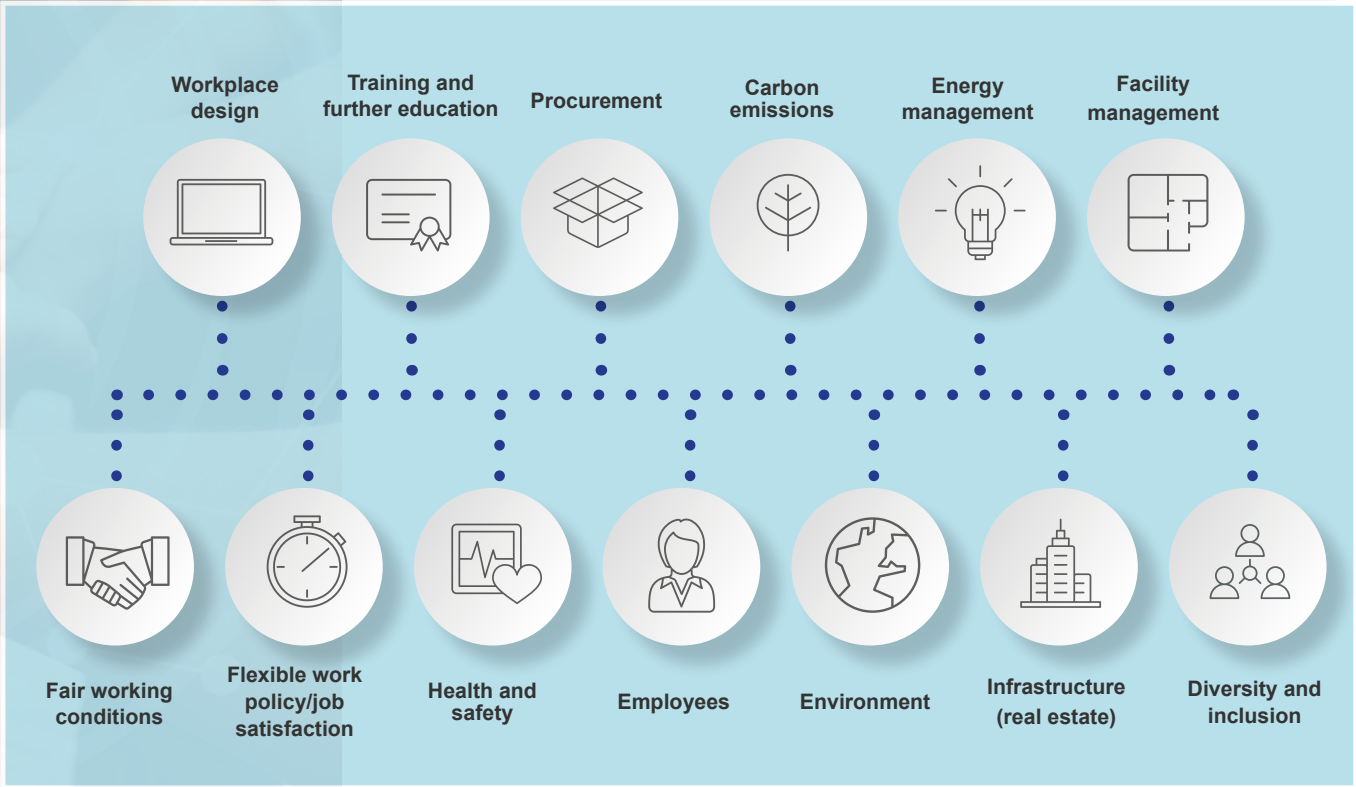 Workplace
design
Training and
further education
Procurement
Carbon
emissions
Energy
management
Facility
management
Fair working
conditions
Flexible work
policy/job
satisfaction
Health and
safety
Employees
Environment
Infrastructure
(real estate)
Diversity and
inclusion